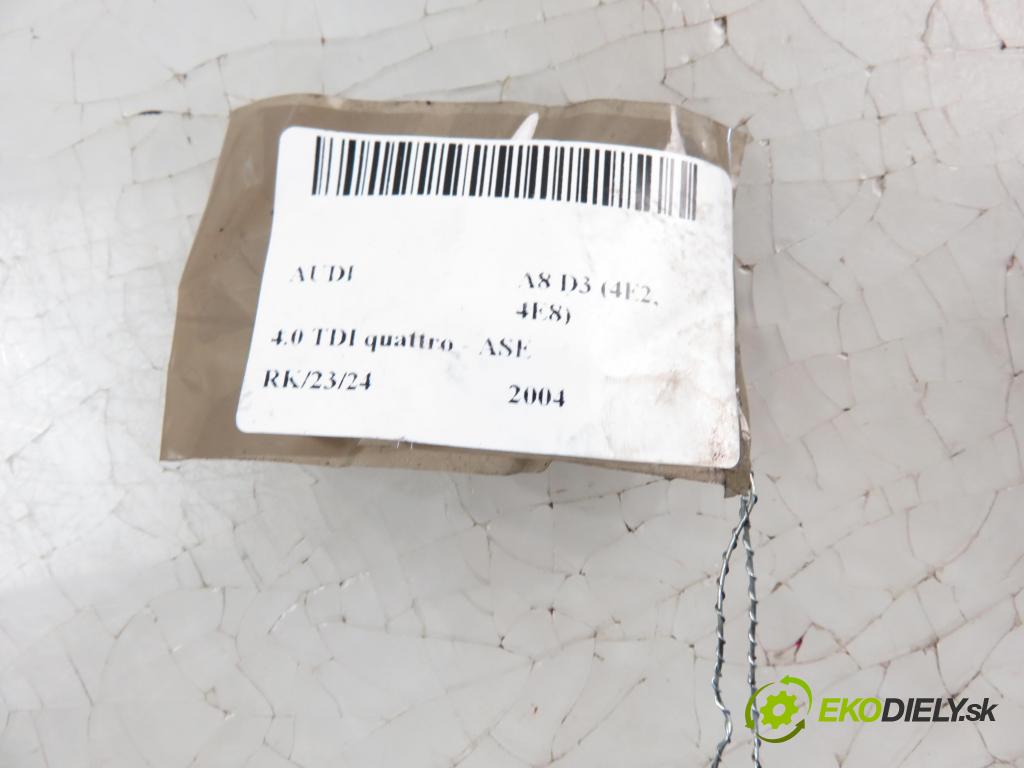 AUDI A8 D3 (4E2,
4E8)
4.0 TDI quattro - ASE
RK/23/24 2004
EKODIELY.sk